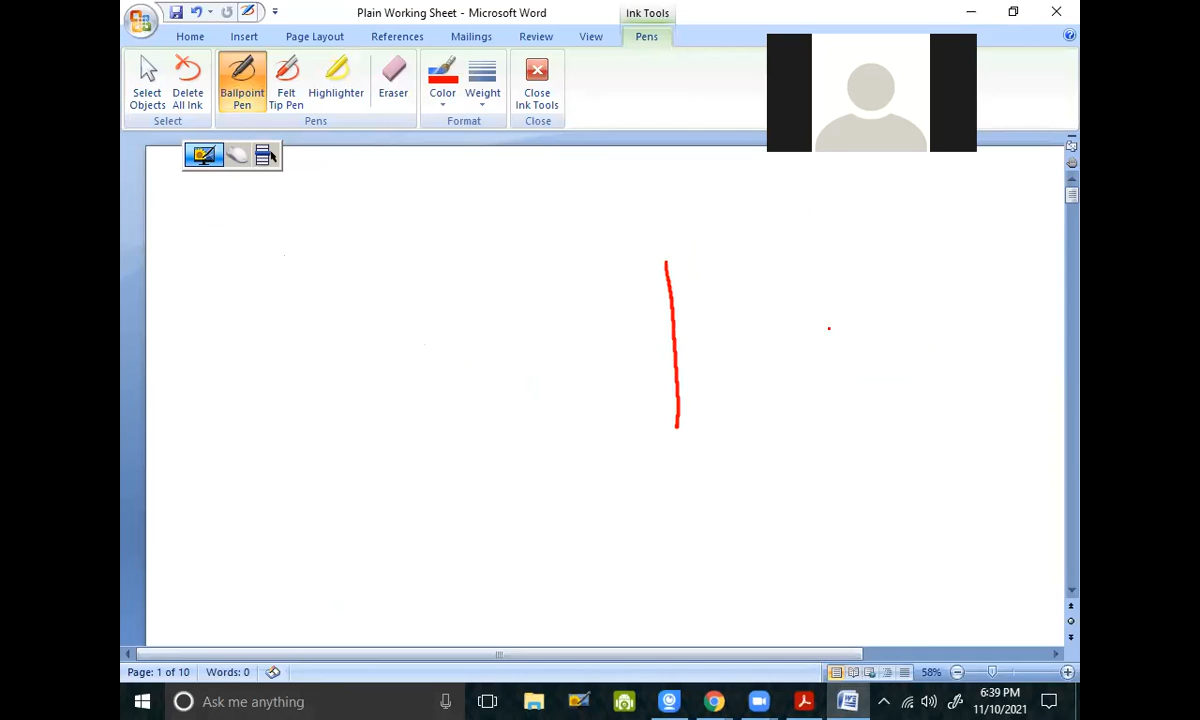 Plain Working Sheet - Microsoft Word
Ink Tools
Home Insert Page Layout References Mailings Review View Pens
Select Objects
Delete All Ink
Ballpoint Pen
Felt Tip Pen
Highlighter
Eraser
Color
Weight
Close Ink Tools
Select Pens Format Close
Page: 1 of 10 Words: 0 58%
Ask me anything
6:39 PM
11/10/2021